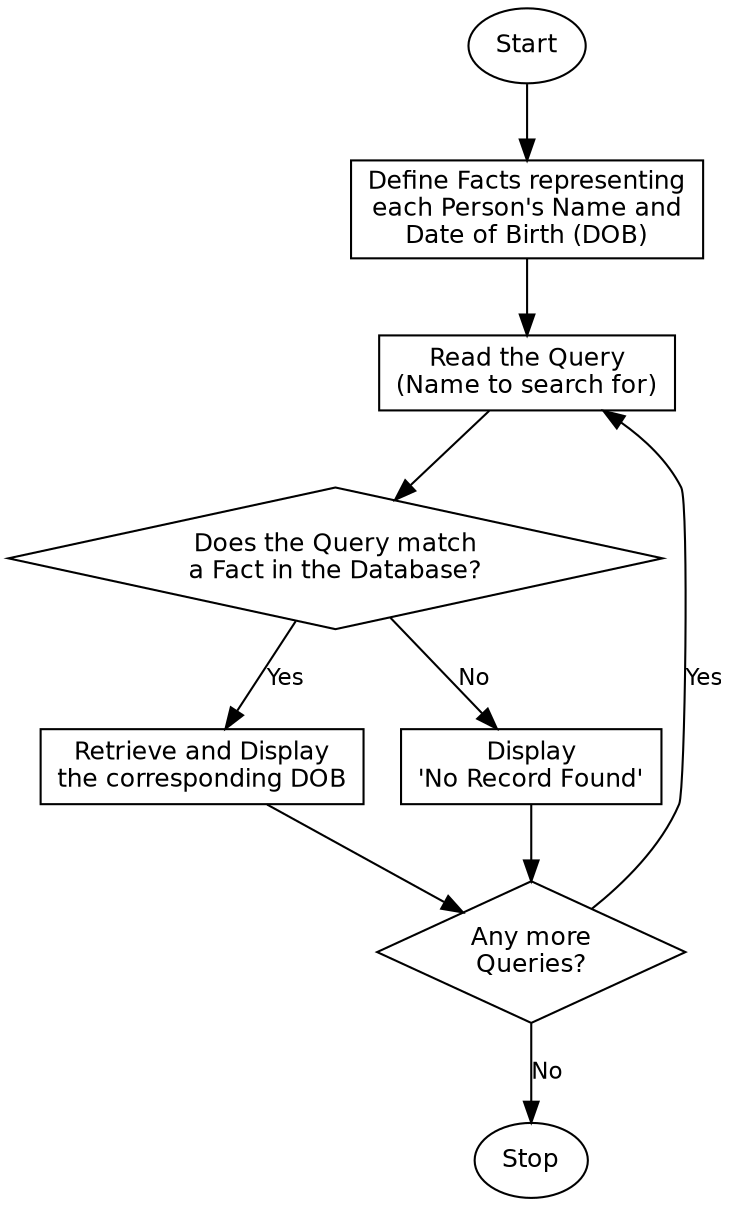 Start
Define Facts representing
each Person's Name and
Date of Birth (DOB)
Read the Query
(Name to search for)
Does the Query match
a Fact in the Database?
Yes
No
Yes
Retrieve and Display
the corresponding DOB
Display
'No Record Found'
Any more
Queries?
No
Stop